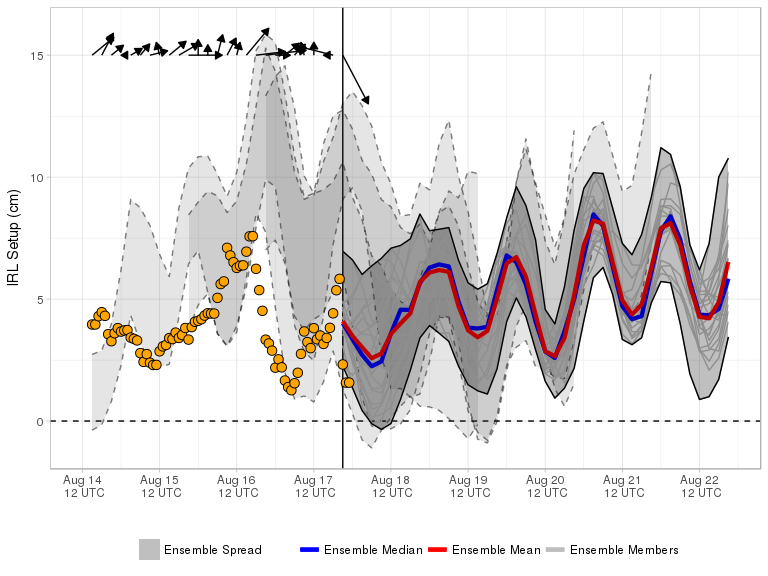 15
10
5
0
IRL Setup (cm)
Aug 14 Aug 15 Aug 16 Aug 17 Aug 18 Aug 19 Aug 20 Aug 21 Aug 22
12 UTC 12 UTC 12 UTC 12 UTC 12 UTC 12 UTC 12 UTC 12 UTC 12 UTC
Ensemble Spread Ensemble Median Ensemble Mean Ensemble Members